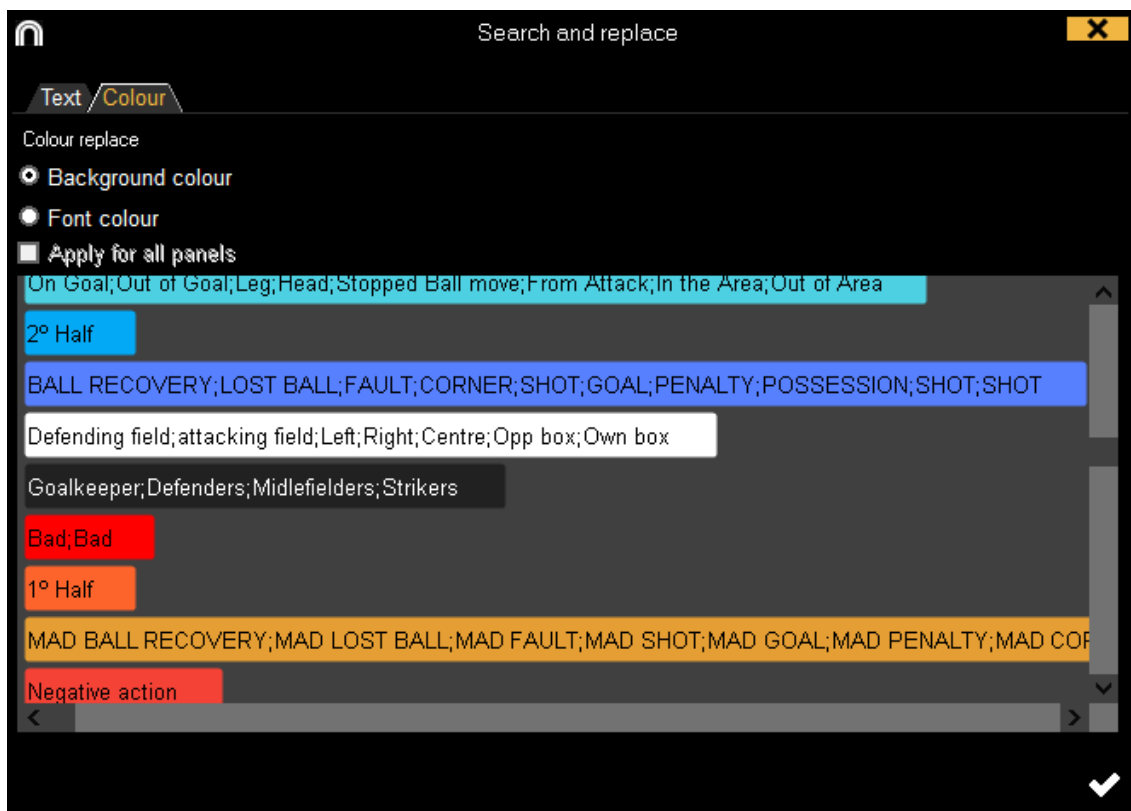 Search and replace
Text
Colour
Colour replace
Background colour
Font colour
Apply for all panels
On Goal;Out of Goal;Leg;Head;Stopped Ball move;From Attack;In the Area;Out of Area
2º Half
BALL RECOVERY;LOST BALL;FAULT;CORNER;SHOT;GOAL;PENALTY;POSSESSION;SHOT;SHOT
Defending field;attacking field;Left;Right;Centre;Opp box;Own box
Goalkeeper;Defenders;Midlefielders;Strikers
Bad;Bad
1º Half
MAD BALL RECOVERY;MAD LOST BALL;MAD FAULT;MAD SHOT;MAD GOAL;MAD PENALTY;MAD
Negative action